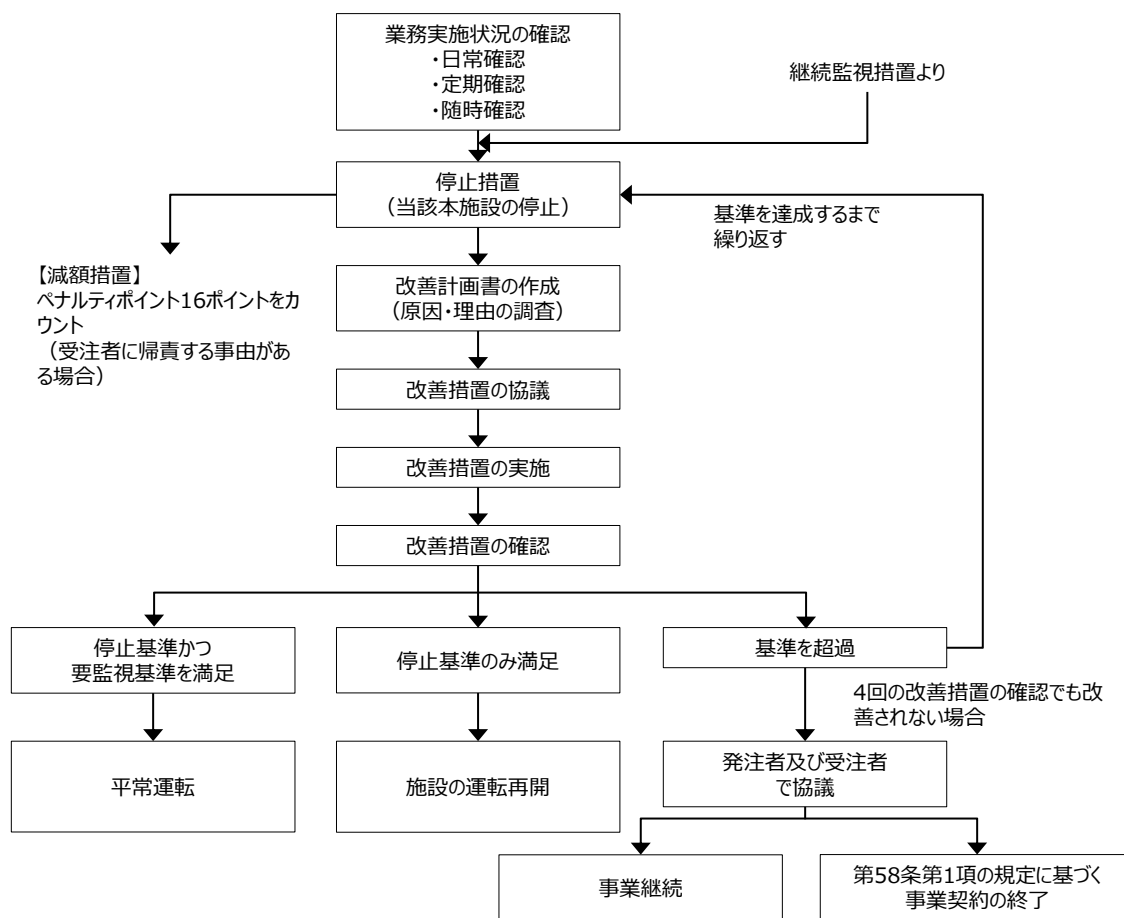 業務実施状況の確認
・日常確認
・定期確認
・随時確認
継続監視措置より
停止措置
（当該本施設の停止）
基準を達成するまで
繰り返す
【減額措置】
ペナルティポイント16ポイントをカ
ウント
（受注者に帰責する事由があ
る場合）
改善計画書の作成
（原因・理由の調査）
改善措置の協議
改善措置の実施
改善措置の確認
停止基準かつ
要監視基準を満足
停止基準のみ満足
基準を超過
4回の改善措置の確認でも改
善されない場合
平常運転
施設の運転再開
発注者及び受注者
で協議
事業継続
第58条第1項の規定に基づく
事業契約の終了